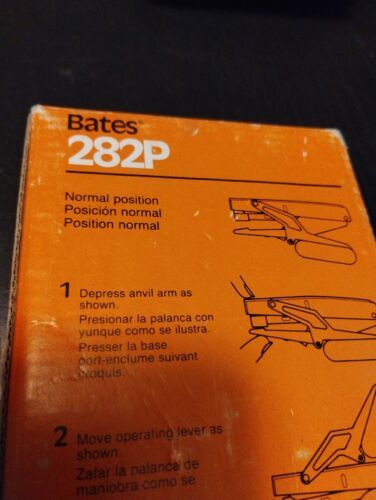 Bates®
282P
Normal position
Posición normal
Position normal
1 Depress anvil arm as
shown.
Presionar la palanca con
yunque como se ilustra.
Presser la base
port-enclume suivant
croquis.
2 Move operating lever as
shown.
Zafar la palanca de
maniobra como se